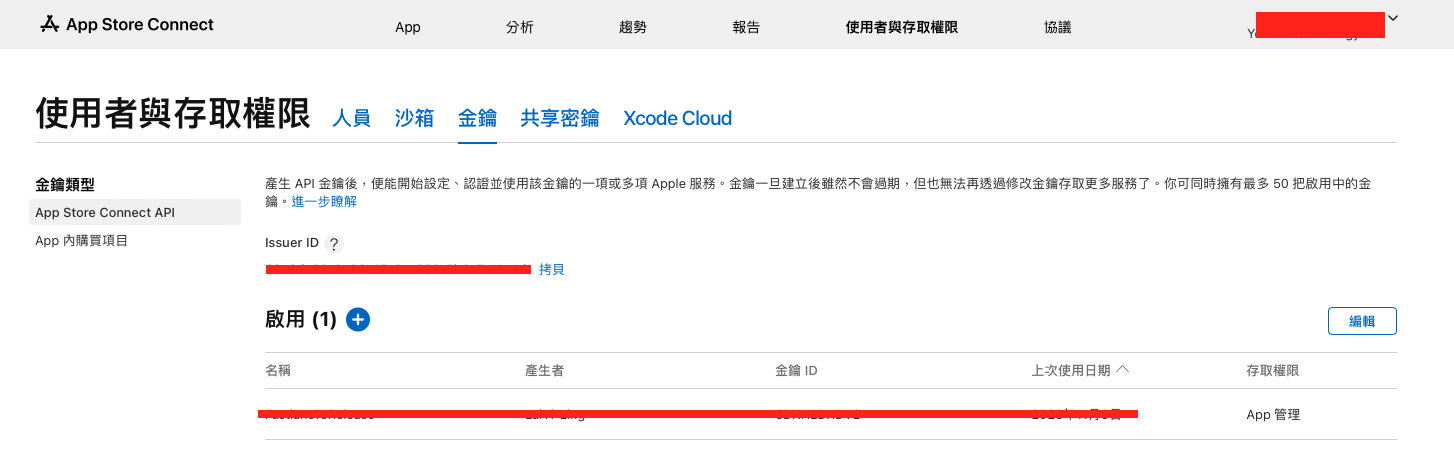 App Store Connect
App 分析 趨勢 報告 使用者與存取權限 協議
使用者與存取權限 人員 沙箱 金鑰 共享密鑰 Xcode Cloud
金鑰類型
App Store Connect API
App 內購買項目
產生 API 金鑰後，便能開始設定、認證並使用該金鑰的一項或多項 Apple 服務。金鑰一旦建立後雖然不會過期，但也無法再透過修改金鑰存取更多服務了。你可同時擁有最多 50 把啟用中的金
鑰。進一步瞭解
Issuer ID ?
拷貝
啟用 (1)
編輯
名稱 產生者 金鑰 ID 上次使用日期 存取權限
App 管理